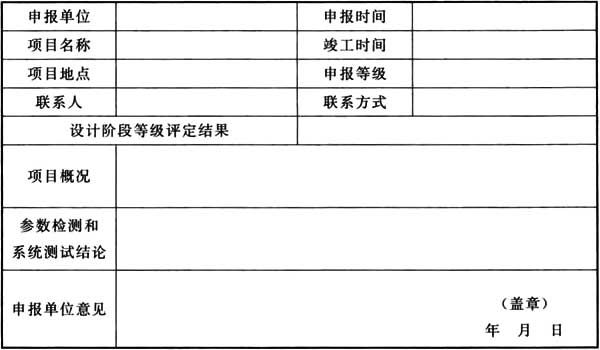 申报单位 申报时间
项目名称 竣工时间
项目地点 申报等级
联系人 联系方式
设计阶段等级评定结果
项目概况
参数检测和
系统测试结论
申报单位意见
（盖章）
年 月 日